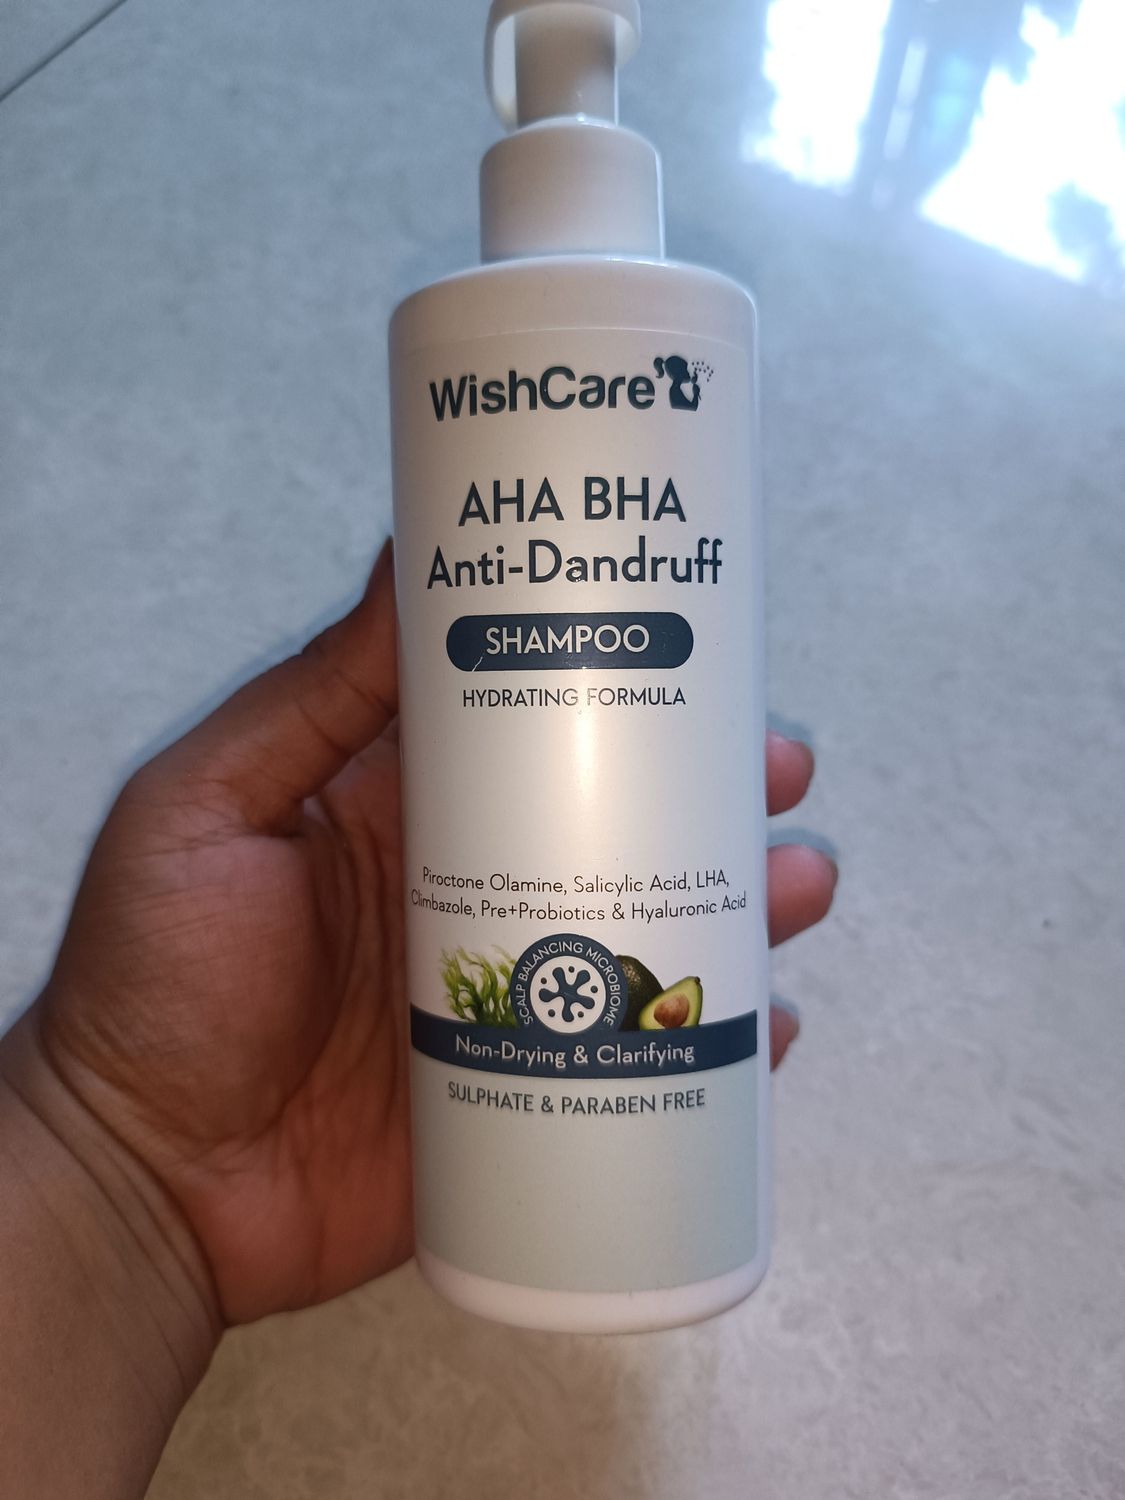 WishCare
AHA BHA
Anti-Dandruff
SHAMPOO
HYDRATING FORMULA
Piroctone Olamine, Salicylic Acid, LHA,
Climbazole, Pre+Probiotics & Hyaluronic Acid
SCALP BALANCING MICROBIOME
Non-Drying & Clarifying
SULPHATE & PARABEN FREE